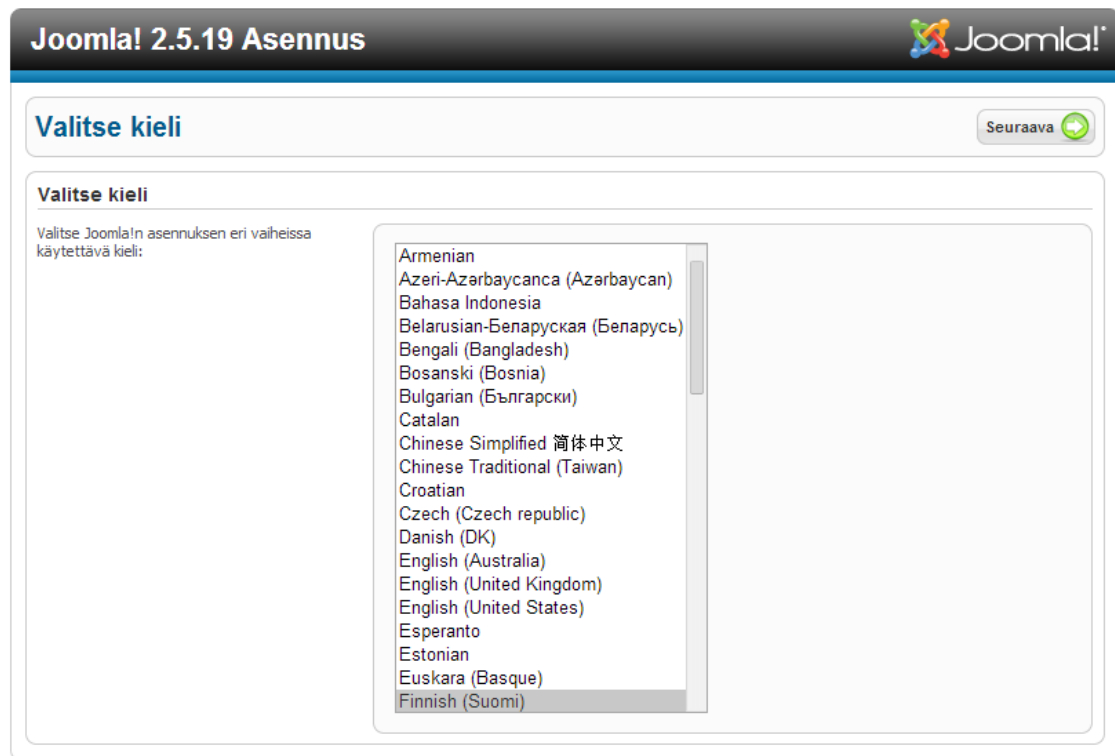 Joomla! 2.5.19 Asennus
Joomla!
Valitse kieli
Seuraava
Valitse kieli
Valitse Joomla!n asennuksen eri vaiheissa
käytettävä kieli:
Armenian
Azeri-Azərbaycanca (Azərbaycan)
Bahasa Indonesia
Belarusian-Беларуская (Беларусь)
Bengali (Bangladesh)
Bosanski (Bosnia)
Bulgarian (Български)
Catalan
Chinese Simplified 简体中文
Chinese Traditional (Taiwan)
Croatian
Czech (Czech republic)
Danish (DK)
English (Australia)
English (United Kingdom)
English (United States)
Esperanto
Estonian
Euskara (Basque)
Finnish (Suomi)